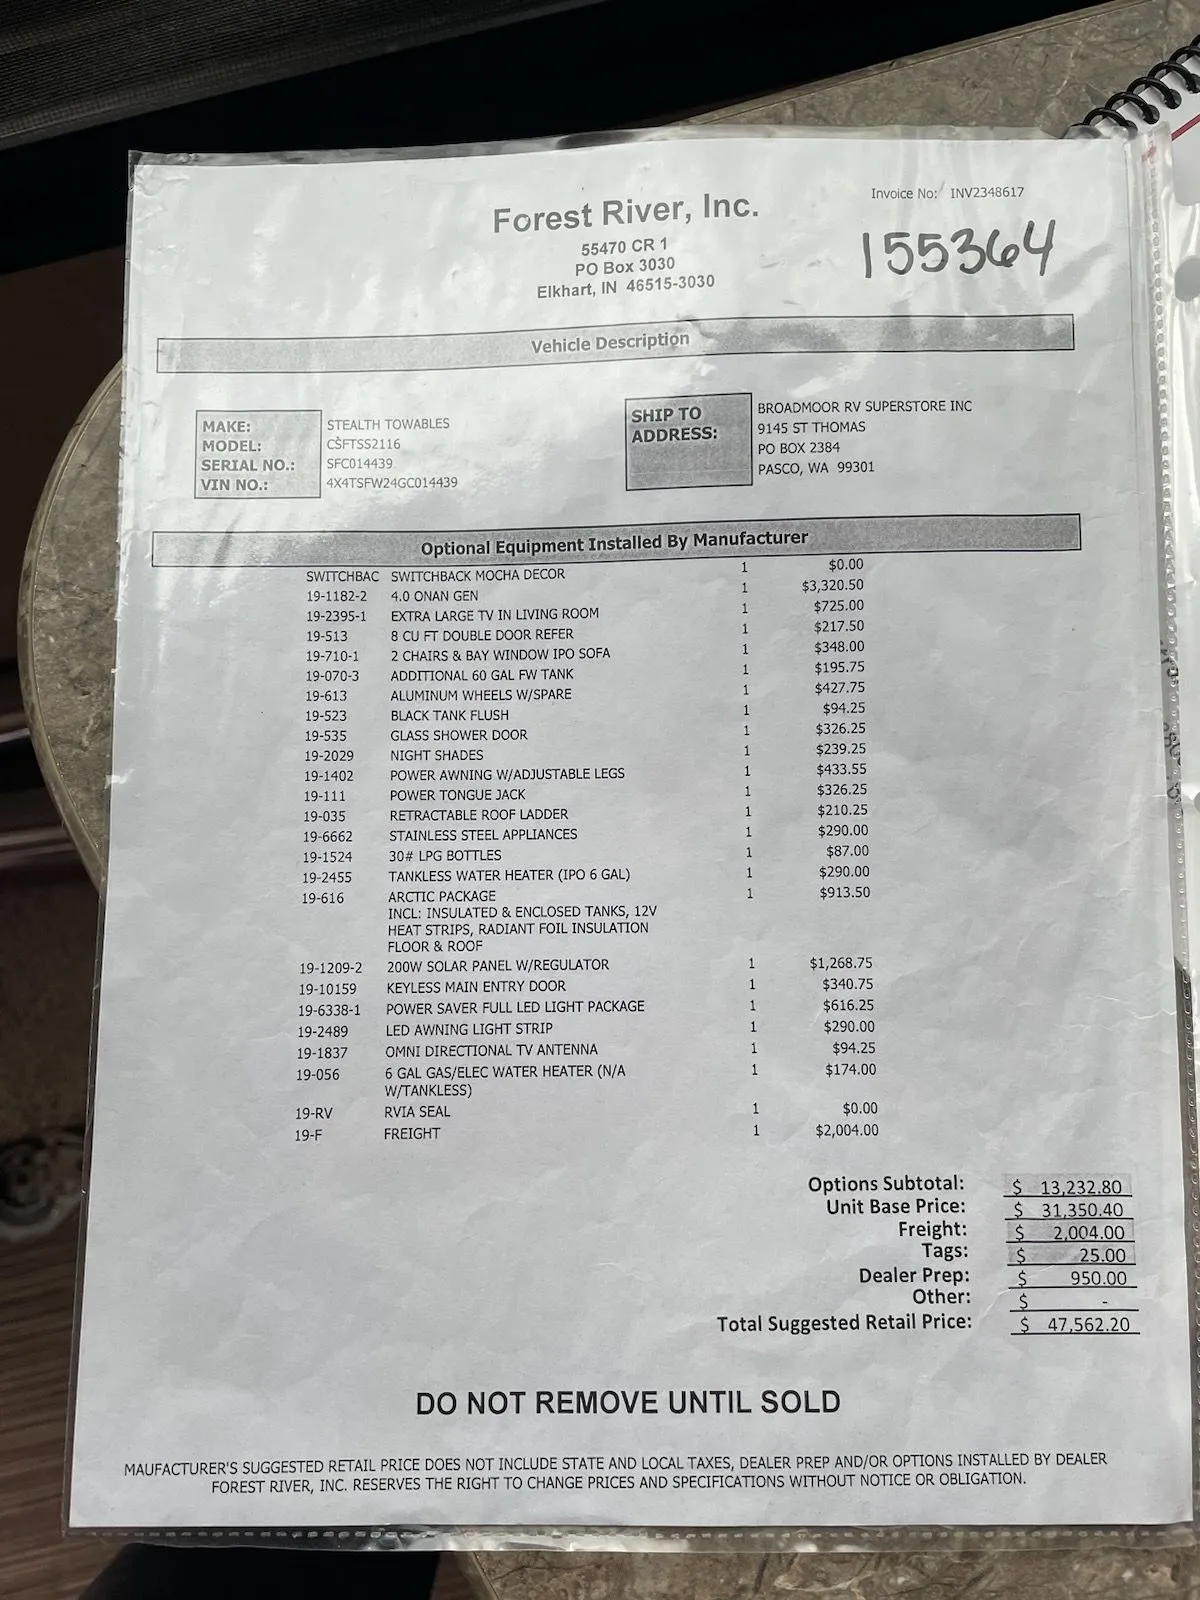 Invoice No: INV2348617
Forest River, Inc.
155364
55470 CR 1
PO Box 3030
Elkhart, IN 46515-3030
Vehicle Description
MAKE: STEALTH TOWABLES
MODEL: CSFTSS2116
SERIAL NO.: SFC014439
VIN NO.: 4X4TSFW24GC014439
SHIP TO ADDRESS:
BROADMOOR RV SUPERSTORE INC
9145 ST THOMAS
PO BOX 2384
PASCO, WA 99301
Optional Equipment Installed By Manufacturer
SWITCHBAC SWITCHBACK MOCHA DECOR 1 $0.00
19-1182-2 4.0 ONAN GEN 1 $3,320.50
19-2395-1 EXTRA LARGE TV IN LIVING ROOM 1 $725.00
19-513 8 CU FT DOUBLE DOOR REFER 1 $217.50
19-710-1 2 CHAIRS & BAY WINDOW IPO SOFA 1 $348.00
19-070-3 ADDITIONAL 60 GAL FW TANK 1 $195.75
19-613 ALUMINUM WHEELS W/SPARE 1 $427.75
19-523 BLACK TANK FLUSH 1 $94.25
19-535 GLASS SHOWER DOOR 1 $326.25
19-2029 NIGHT SHADES 1 $239.25
19-1402 POWER AWNING W/ADJUSTABLE LEGS 1 $433.55
19-111 POWER TONGUE JACK 1 $326.25
19-035 RETRACTABLE ROOF LADDER 1 $210.25
19-6662 STAINLESS STEEL APPLIANCES 1 $290.00
19-1524 30# LPG BOTTLES 1 $87.00
19-2455 TANKLESS WATER HEATER (IPO 6 GAL) 1 $290.00
19-616 ARCTIC PACKAGE 1 $913.50
INCL: INSULATED & ENCLOSED TANKS, 12V
HEAT STRIPS, RADIANT FOIL INSULATION
FLOOR & ROOF
19-1209-2 200W SOLAR PANEL W/REGULATOR 1 $1,268.75
19-10159 KEYLESS MAIN ENTRY DOOR 1 $340.75
19-6338-1 POWER SAVER FULL LED LIGHT PACKAGE 1 $616.25
19-2489 LED AWNING LIGHT STRIP 1 $290.00
19-1837 OMNI DIRECTIONAL TV ANTENNA 1 $94.25
19-056 6 GAL GAS/ELEC WATER HEATER (N/A 1 $174.00
W/TANKLESS)
19-RV RVIA SEAL 1 $0.00
19-F FREIGHT 1 $2,004.00
Options Subtotal: $ 13,232.80
Unit Base Price: $ 31,350.40
Freight: $ 2,004.00
Tags: $ 25.00
Dealer Prep: $ 950.00
Other: $ -
Total Suggested Retail Price: $ 47,562.20
DO NOT REMOVE UNTIL SOLD
MAUFACTURER'S SUGGESTED RETAIL PRICE DOES NOT INCLUDE STATE AND LOCAL TAXES, DEALER PREP AND/OR OPTIONS INSTALLED BY DEALER
FOREST RIVER, INC. RESERVES THE RIGHT TO CHANGE PRICES AND SPECIFICATIONS WITHOUT NOTICE OR OBLIGATION.